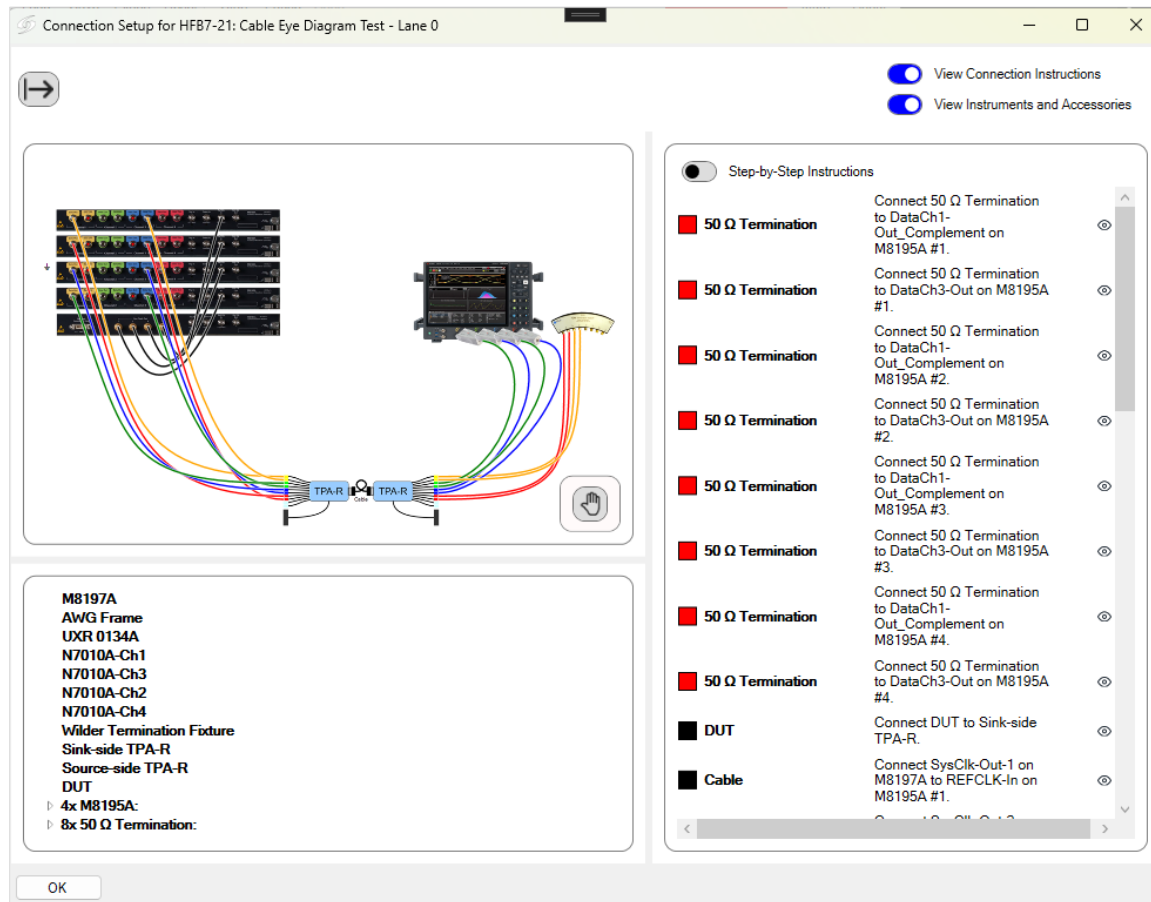 Connection Setup for HFB7-21: Cable Eye Diagram Test - Lane 0
View Connection Instructions
View Instruments and Accessories
TPA-R
Cable
TPA-R
M8197A
AWG Frame
UXR 0134A
N7010A-Ch1
N7010A-Ch3
N7010A-Ch2
N7010A-Ch4
Wilder Termination Fixture
Sink-side TPA-R
Source-side TPA-R
DUT
4x M8195A:
8x 50 Ω Termination:
Step-by-Step Instructions
50 Ω Termination
Connect 50 Ω Termination
to DataCh1-
Out_Complement on
M8195A #1.
50 Ω Termination
Connect 50 Ω Termination
to DataCh3-Out on M8195A
#1.
50 Ω Termination
Connect 50 Ω Termination
to DataCh1-
Out_Complement on
M8195A #2.
50 Ω Termination
Connect 50 Ω Termination
to DataCh3-Out on M8195A
#2.
50 Ω Termination
Connect 50 Ω Termination
to DataCh1-
Out_Complement on
M8195A #3.
50 Ω Termination
Connect 50 Ω Termination
to DataCh3-Out on M8195A
#3.
50 Ω Termination
Connect 50 Ω Termination
to DataCh1-
Out_Complement on
M8195A #4.
50 Ω Termination
Connect 50 Ω Termination
to DataCh3-Out on M8195A
#4.
DUT
Connect DUT to Sink-side
TPA-R.
Cable
Connect SysClk-Out-1 on
M8197A to REFCLK-In on
M8195A #1.
OK